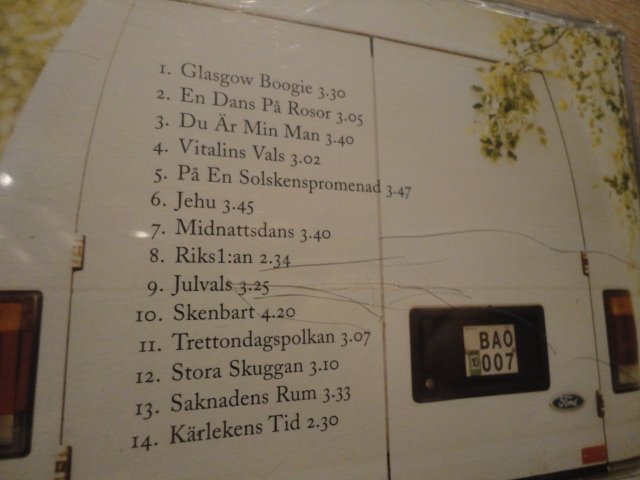 1. Glasgow Boogie 3.30
2. En Dans På Rosor 3.05
3. Du Är Min Man 3.40
4. Vitalins Vals 3.02
5. På En Solskenspromenad 3.47
6. Jehu 3.45
7. Midnattsdans 3.40
8. Riks1:an 2.34
9. Julvals 3.25
10. Skenbart 4.20
11. Trettondagspolkan 3.07
12. Stora Skuggan 3.10
13. Saknadens Rum 3.33
14. Kärlekens Tid 2.30
BAO
10 007
Ford